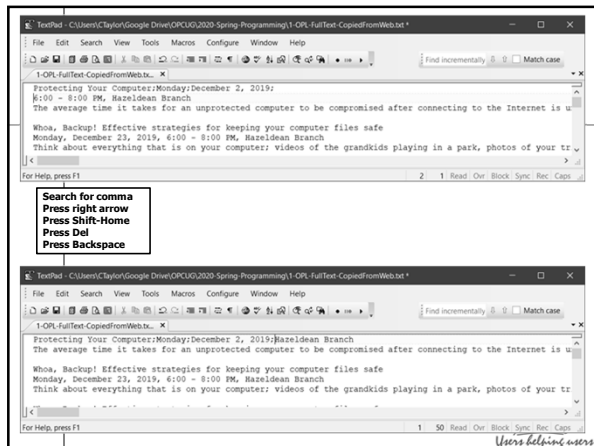 TextPad - C:\Users\CTaylor\Google Drive\OPCUG\2020-Spring-Programming\1-OPL-FullText-CopiedFromWeb.txt *
File Edit Search View Tools Macros Configure Window Help
Find incrementally Match case
1-OPL-FullText-CopiedFromWeb.tx...
Protecting Your Computer;Monday;December 2, 2019;
6:00 - 8:00 PM, Hazeldean Branch
The average time it takes for an unprotected computer to be compromised after connecting to the Internet is u
Whoa, Backup! Effective strategies for keeping your computer files safe
Monday, December 23, 2019, 6:00 - 8:00 PM, Hazeldean Branch
Think about everything that is on your computer; videos of the grandkids playing in a park, photos of your tr
For Help, press F1 2 1 Read Ovr Block Sync Rec Caps
Search for comma
Press right arrow
Press Shift-Home
Press Del
Press Backspace
TextPad - C:\Users\CTaylor\Google Drive\OPCUG\2020-Spring-Programming\1-OPL-FullText-CopiedFromWeb.txt *
File Edit Search View Tools Macros Configure Window Help
Find incrementally Match case
1-OPL-FullText-CopiedFromWeb.tx...
Protecting Your Computer;Monday;December 2, 2019;Hazeldean Branch
The average time it takes for an unprotected computer to be compromised after connecting to the Internet is u
Whoa, Backup! Effective strategies for keeping your computer files safe
Monday, December 23, 2019, 6:00 - 8:00 PM, Hazeldean Branch
Think about everything that is on your computer; videos of the grandkids playing in a park, photos of your tr
For Help, press F1 1 50 Read Ovr Block Sync Rec Caps
Users helping users